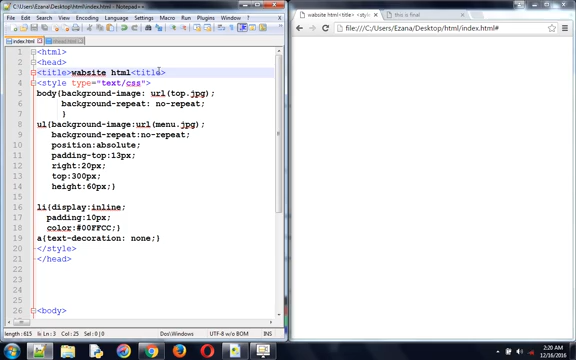 C:\Users\Ezana\Desktop\html\index.html - Notepad++
File Edit Search View Encoding Language Settings Macro Run Plugins Window ?
index.html
1 <html>
2 <head>
3 <title>wabsite html<title>
4 <style type="text/css">
5 body{background-image: url(top.jpg);
6 background-repeat: no-repeat;
7 }
8 ul{background-image:url(menu.jpg);
9 background-repeat:no-repeat;
10 position:absolute;
11 padding-top:13px;
12 right:20px;
13 top:300px;
14 height:60px;}
15
16 li{display:inline;
17 padding:10px;
18 color:#00FFCC;}
19 a{text-decoration: none;}
20 </style>
21 </head>
22
23
24
25
26 <body>
length : 615 lines
Ln : 3 Col : 25 Sel : 0 | 0
Dos\Windows
UTF-8 w/o BOM
INS
wabsite html<title> <style
this is final
file:///C:/Users/Ezana/Desktop/html/index.html#
2:20 AM
12/16/2016